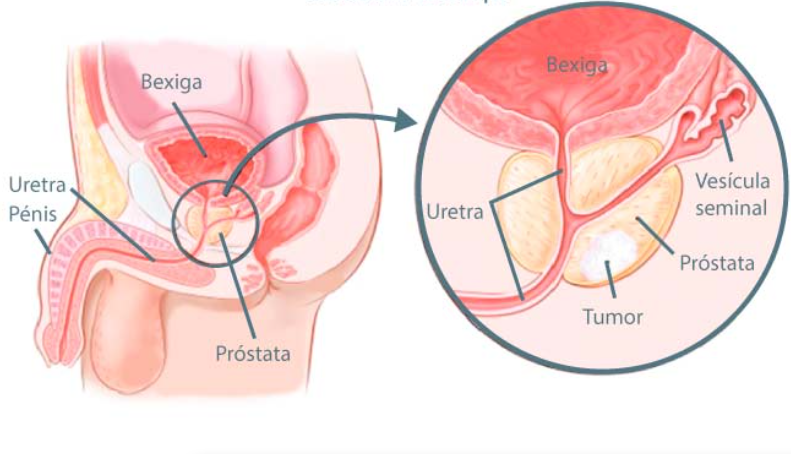 Bexiga
Uretra
Pénis
Próstata
Bexiga
Uretra
Vesícula
seminal
Próstata
Tumor